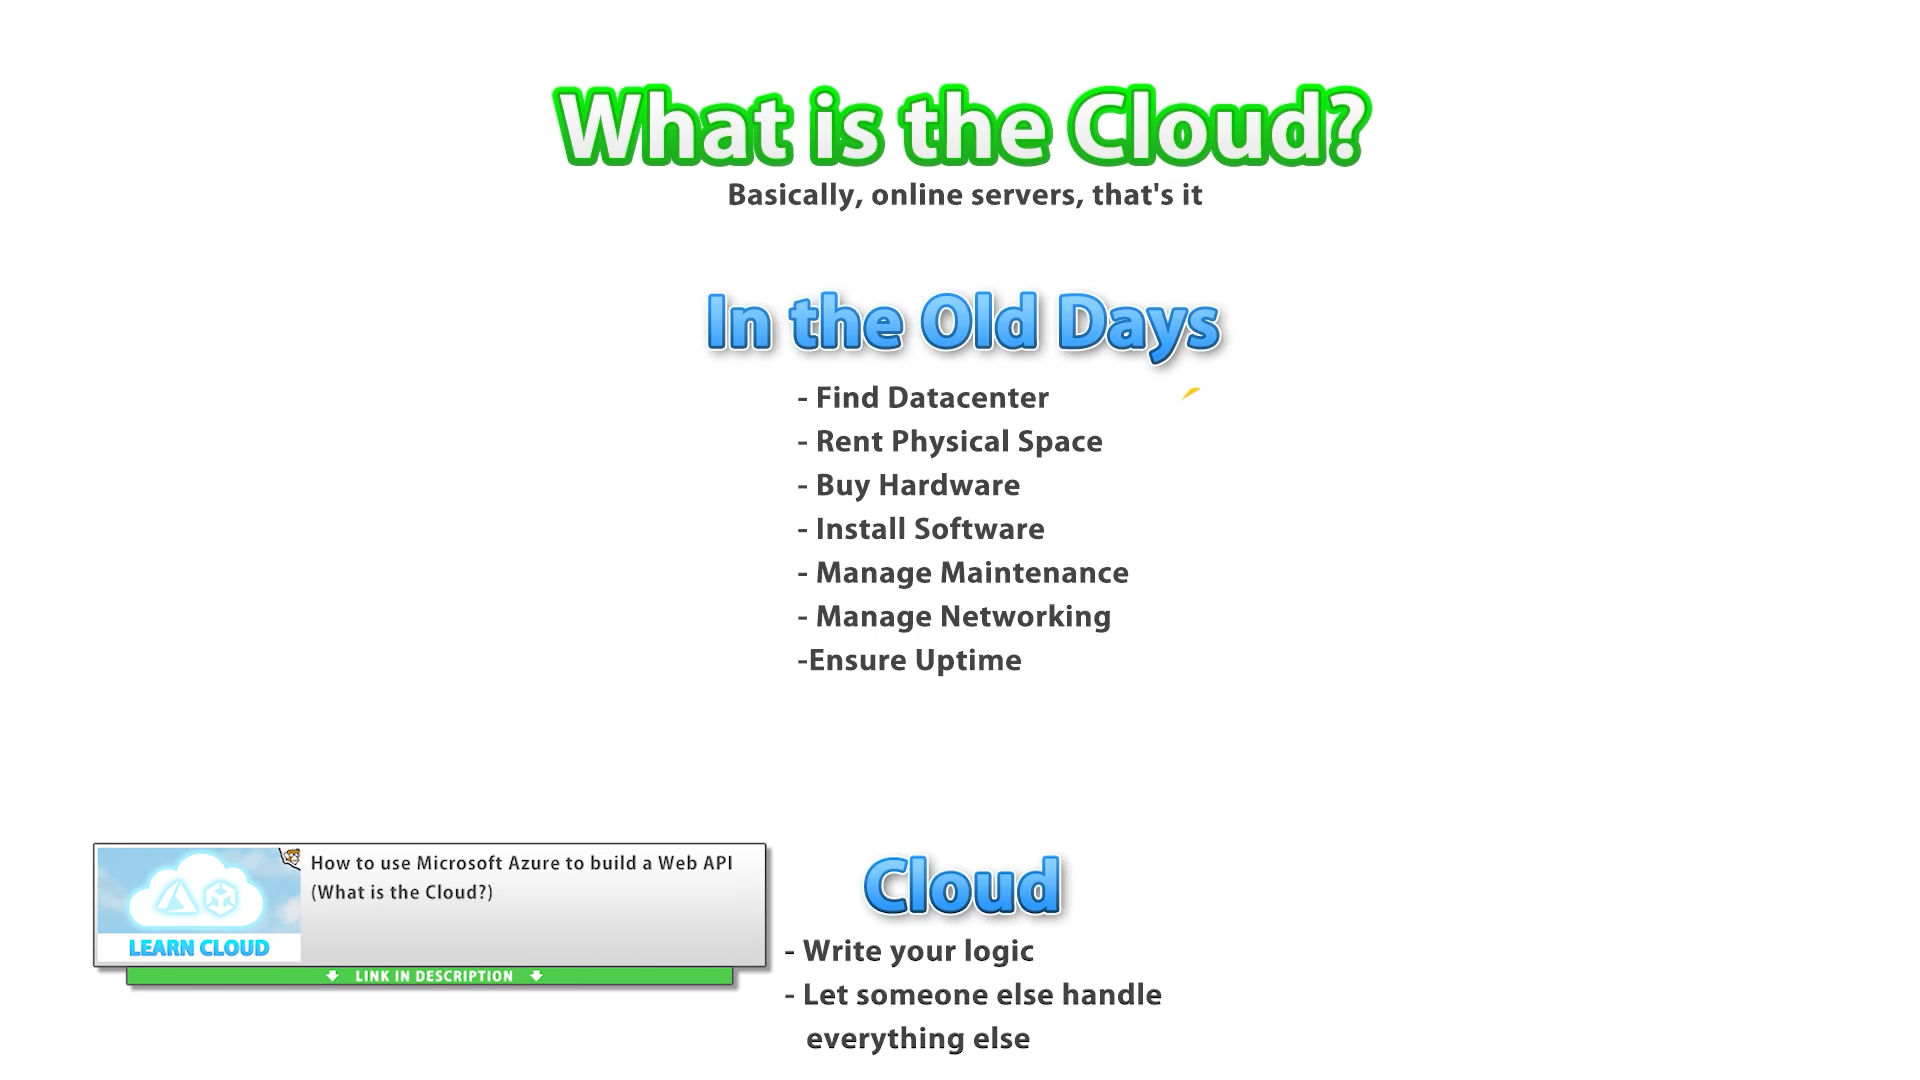 What is the Cloud?
Basically, online servers, that's it
In the Old Days
- Find Datacenter
- Rent Physical Space
- Buy Hardware
- Install Software
- Manage Maintenance
- Manage Networking
-Ensure Uptime
How to use Microsoft Azure to build a Web API
(What is the Cloud?)
LEARN CLOUD
LINK IN DESCRIPTION
Cloud
- Write your logic
- Let someone else handle
everything else